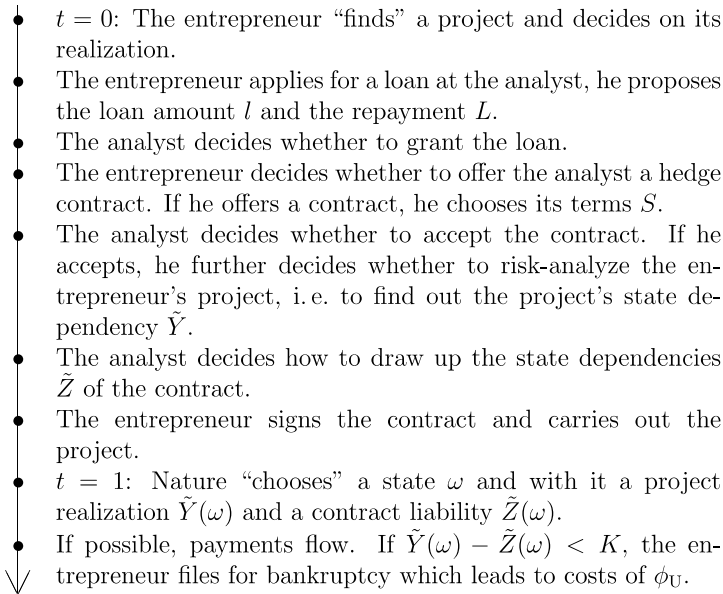 t = 0: The entrepreneur “finds” a project and decides on its
realization.
The entrepreneur applies for a loan at the analyst, he proposes
the loan amount l and the repayment L.
The analyst decides whether to grant the loan.
The entrepreneur decides whether to offer the analyst a hedge
contract. If he offers a contract, he chooses its terms S.
The analyst decides whether to accept the contract. If he
accepts, he further decides whether to risk-analyze the en-
trepreneur’s project, i. e. to find out the project’s state de-
pendency Ỹ.
The analyst decides how to draw up the state dependencies
Z̃ of the contract.
The entrepreneur signs the contract and carries out the
project.
t = 1: Nature “chooses” a state ω and with it a project
realization Ỹ(ω) and a contract liability Z̃(ω).
If possible, payments flow. If Ỹ(ω) − Z̃(ω) < K, the en-
trepreneur files for bankruptcy which leads to costs of ϕ_U.